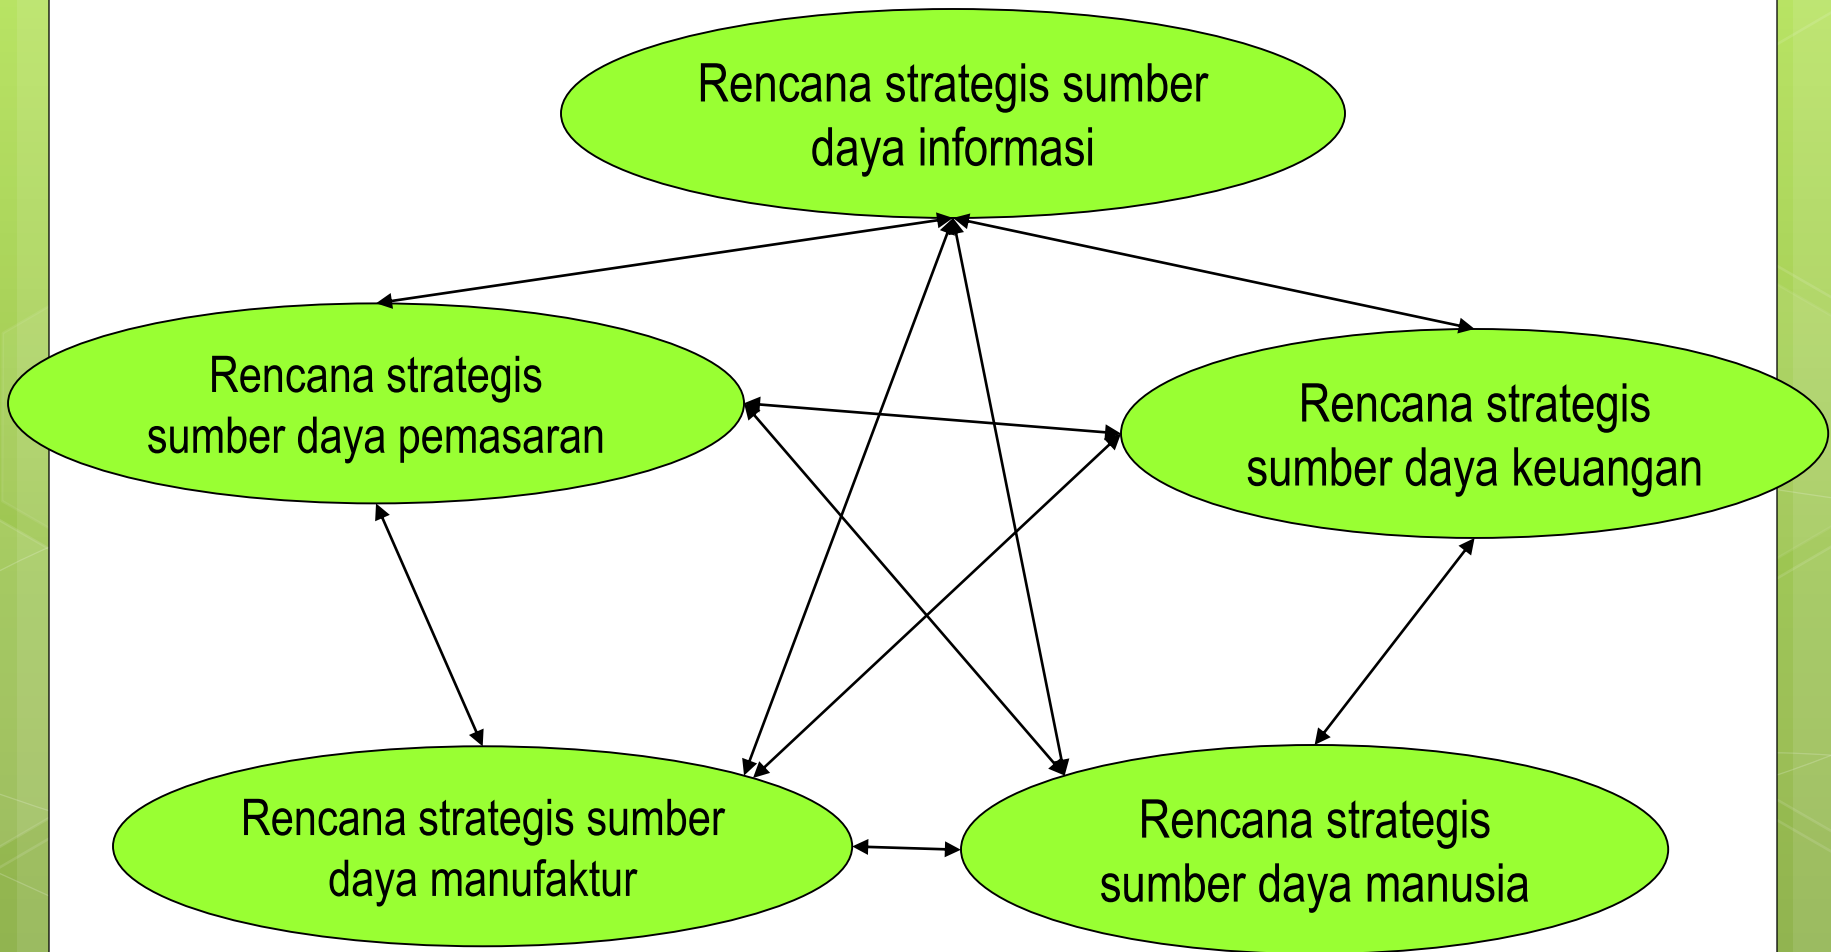 Rencana strategis sumber
daya informasi
Rencana strategis
sumber daya pemasaran
Rencana strategis
sumber daya keuangan
Rencana strategis sumber
daya manufaktur
Rencana strategis
sumber daya manusia